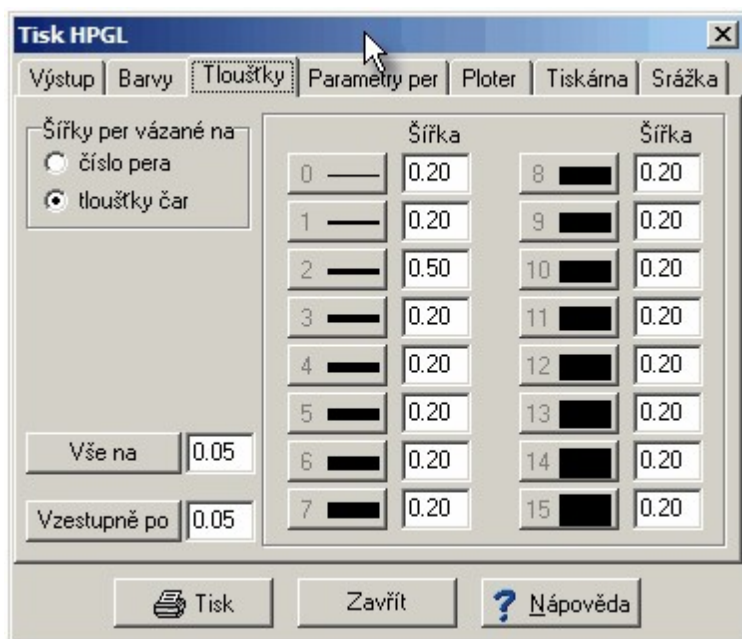 Tisk HPGL
Výstup Barvy Tloušťky Parametry per Ploter Tiskárna Srážka
Šířky per vázané na
číslo pera
tloušťky čar
Šířka Šířka
0 0.20 8 0.20
1 0.20 9 0.20
2 0.50 10 0.20
3 0.20 11 0.20
4 0.20 12 0.20
5 0.20 13 0.20
Vše na 0.05 6 0.20 14 0.20
Vzestupně po 0.05 7 0.20 15 0.20
Tisk Zavřít ? Nápověda